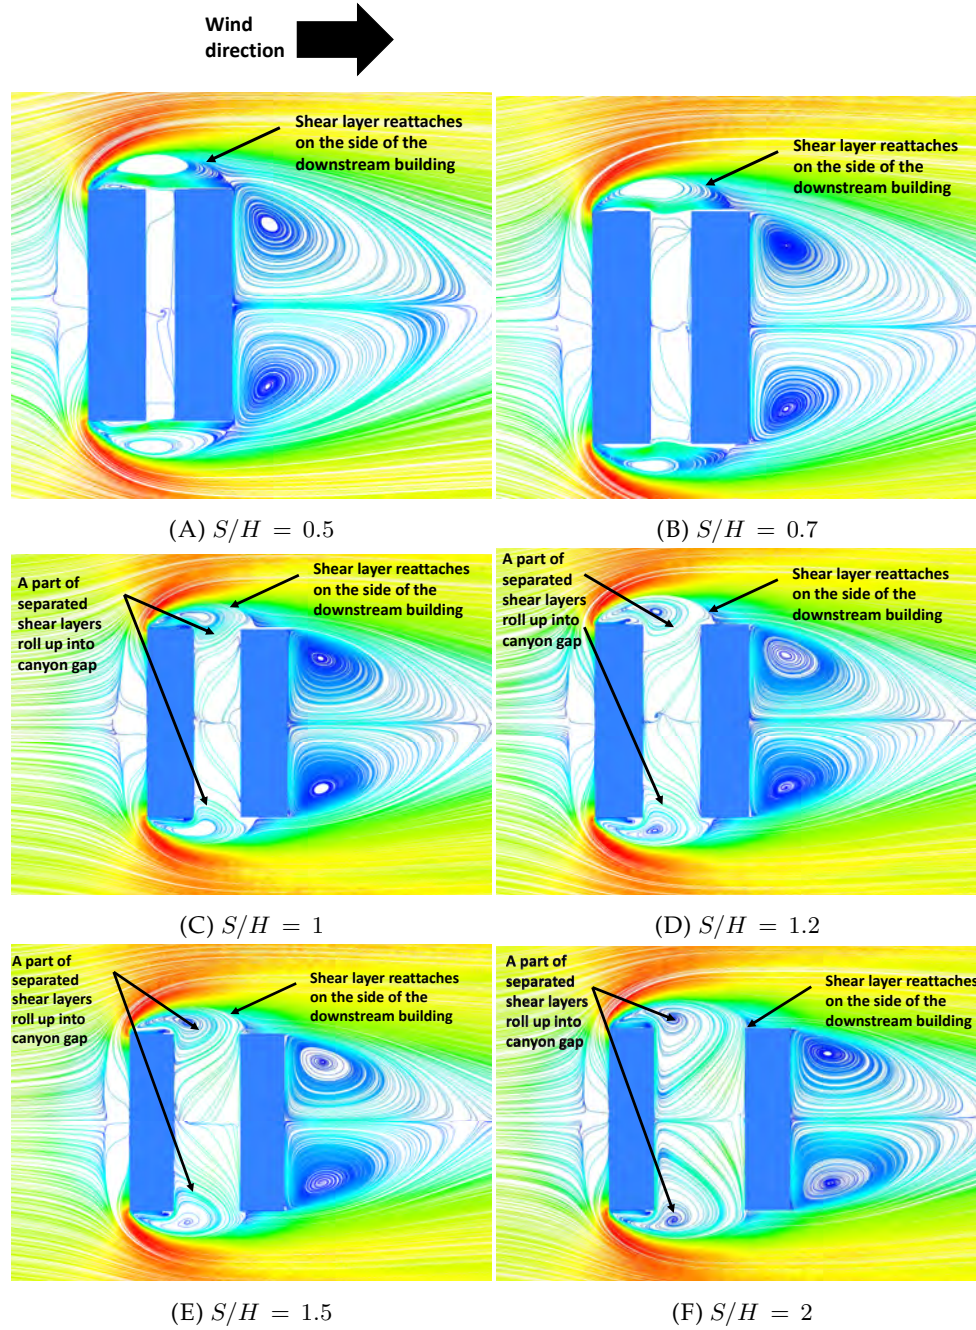 Wind
direction
Shear layer reattaches
on the side of the
downstream building
Shear layer reattaches
on the side of the
downstream building
(A) S/H = 0.5
(B) S/H = 0.7
A part of
separated
shear layers
roll up into
canyon gap
Shear layer reattaches
on the side of the
downstream building
A part of
separated
shear layers
roll up into
canyon gap
Shear layer reattaches
on the side of the
downstream building
(C) S/H = 1
(D) S/H = 1.2
A part of
separated
shear layers
roll up into
canyon gap
Shear layer reattaches
on the side of the
downstream building
A part of
separated
shear layers
roll up into
canyon gap
Shear layer reattaches
on the side of the
downstream building
(E) S/H = 1.5
(F) S/H = 2